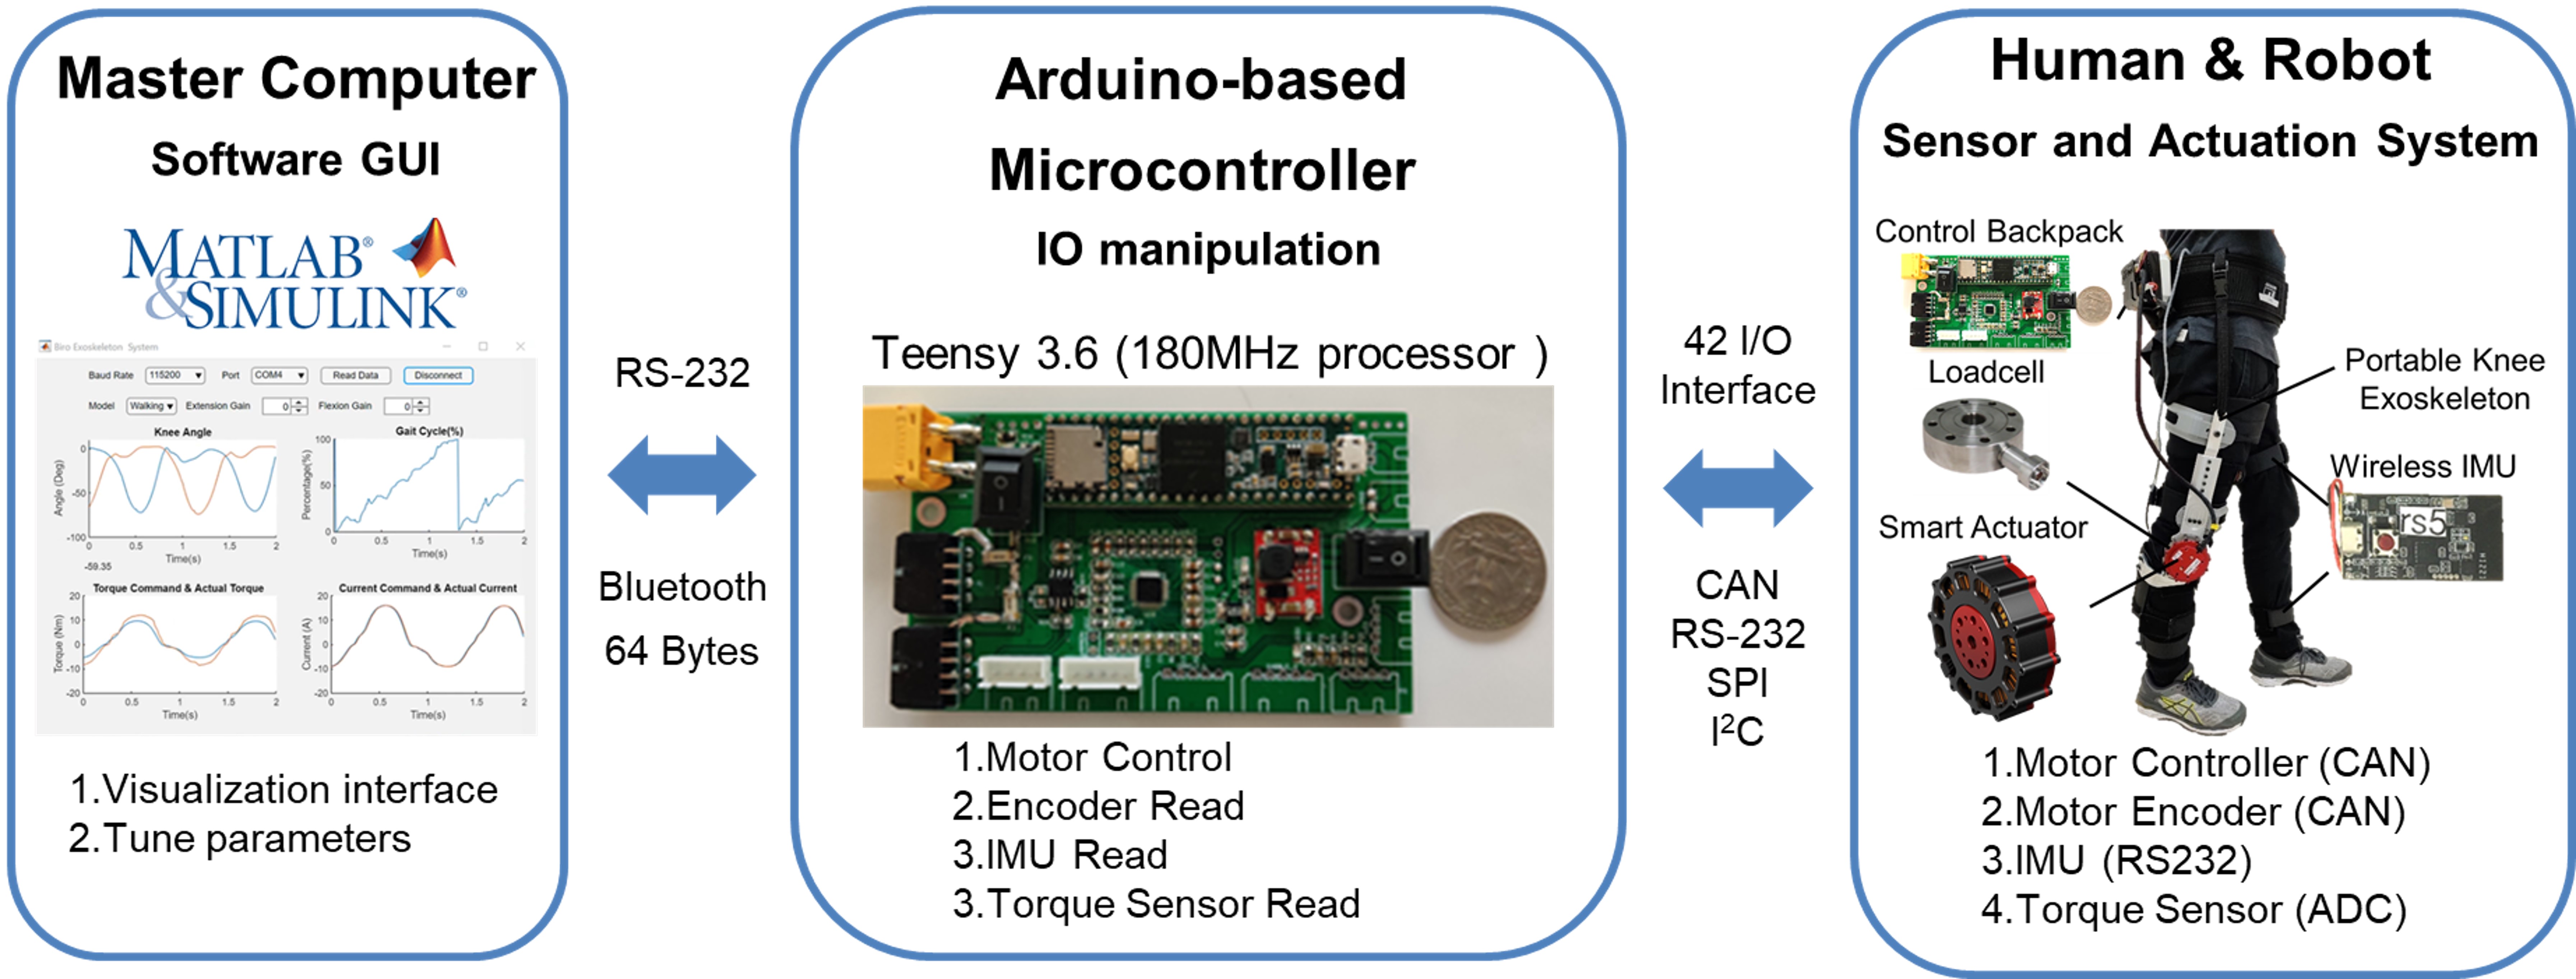 Master Computer
Software GUI
MATLAB®
&SIMULINK®
Biro Exoskeleton System
Baud Rate 115200 Port COM4 Read Data Disconnect
Model Walking Extension Gain 0 Flexion Gain 0
Knee Angle
Angle (Deg)
0
-50
-100
0 0.5 1 1.5 2
Time(s)
-59.35
Gait Cycle(%)
Percentage(%)
100
50
0
0 0.5 1 1.5 2
Time(s)
Torque Command & Actual Torque
Torque (Nm)
20
10
0
-10
-20
0 0.5 1 1.5 2
Time(s)
Current Command & Actual Current
Current (A)
20
10
0
-10
-20
0 0.5 1 1.5 2
Time(s)
1.Visualization interface
2.Tune parameters
RS-232
Bluetooth
64 Bytes
Arduino-based
Microcontroller
IO manipulation
Teensy 3.6 (180MHz processor )
1.Motor Control
2.Encoder Read
3.IMU Read
3.Torque Sensor Read
42 I/O
Interface
CAN
RS-232
SPI
I²C
Human & Robot
Sensor and Actuation System
Control Backpack
Loadcell
Smart Actuator
Portable Knee
Exoskeleton
Wireless IMU
rs5
1.Motor Controller (CAN)
2.Motor Encoder (CAN)
3.IMU (RS232)
4.Torque Sensor (ADC)